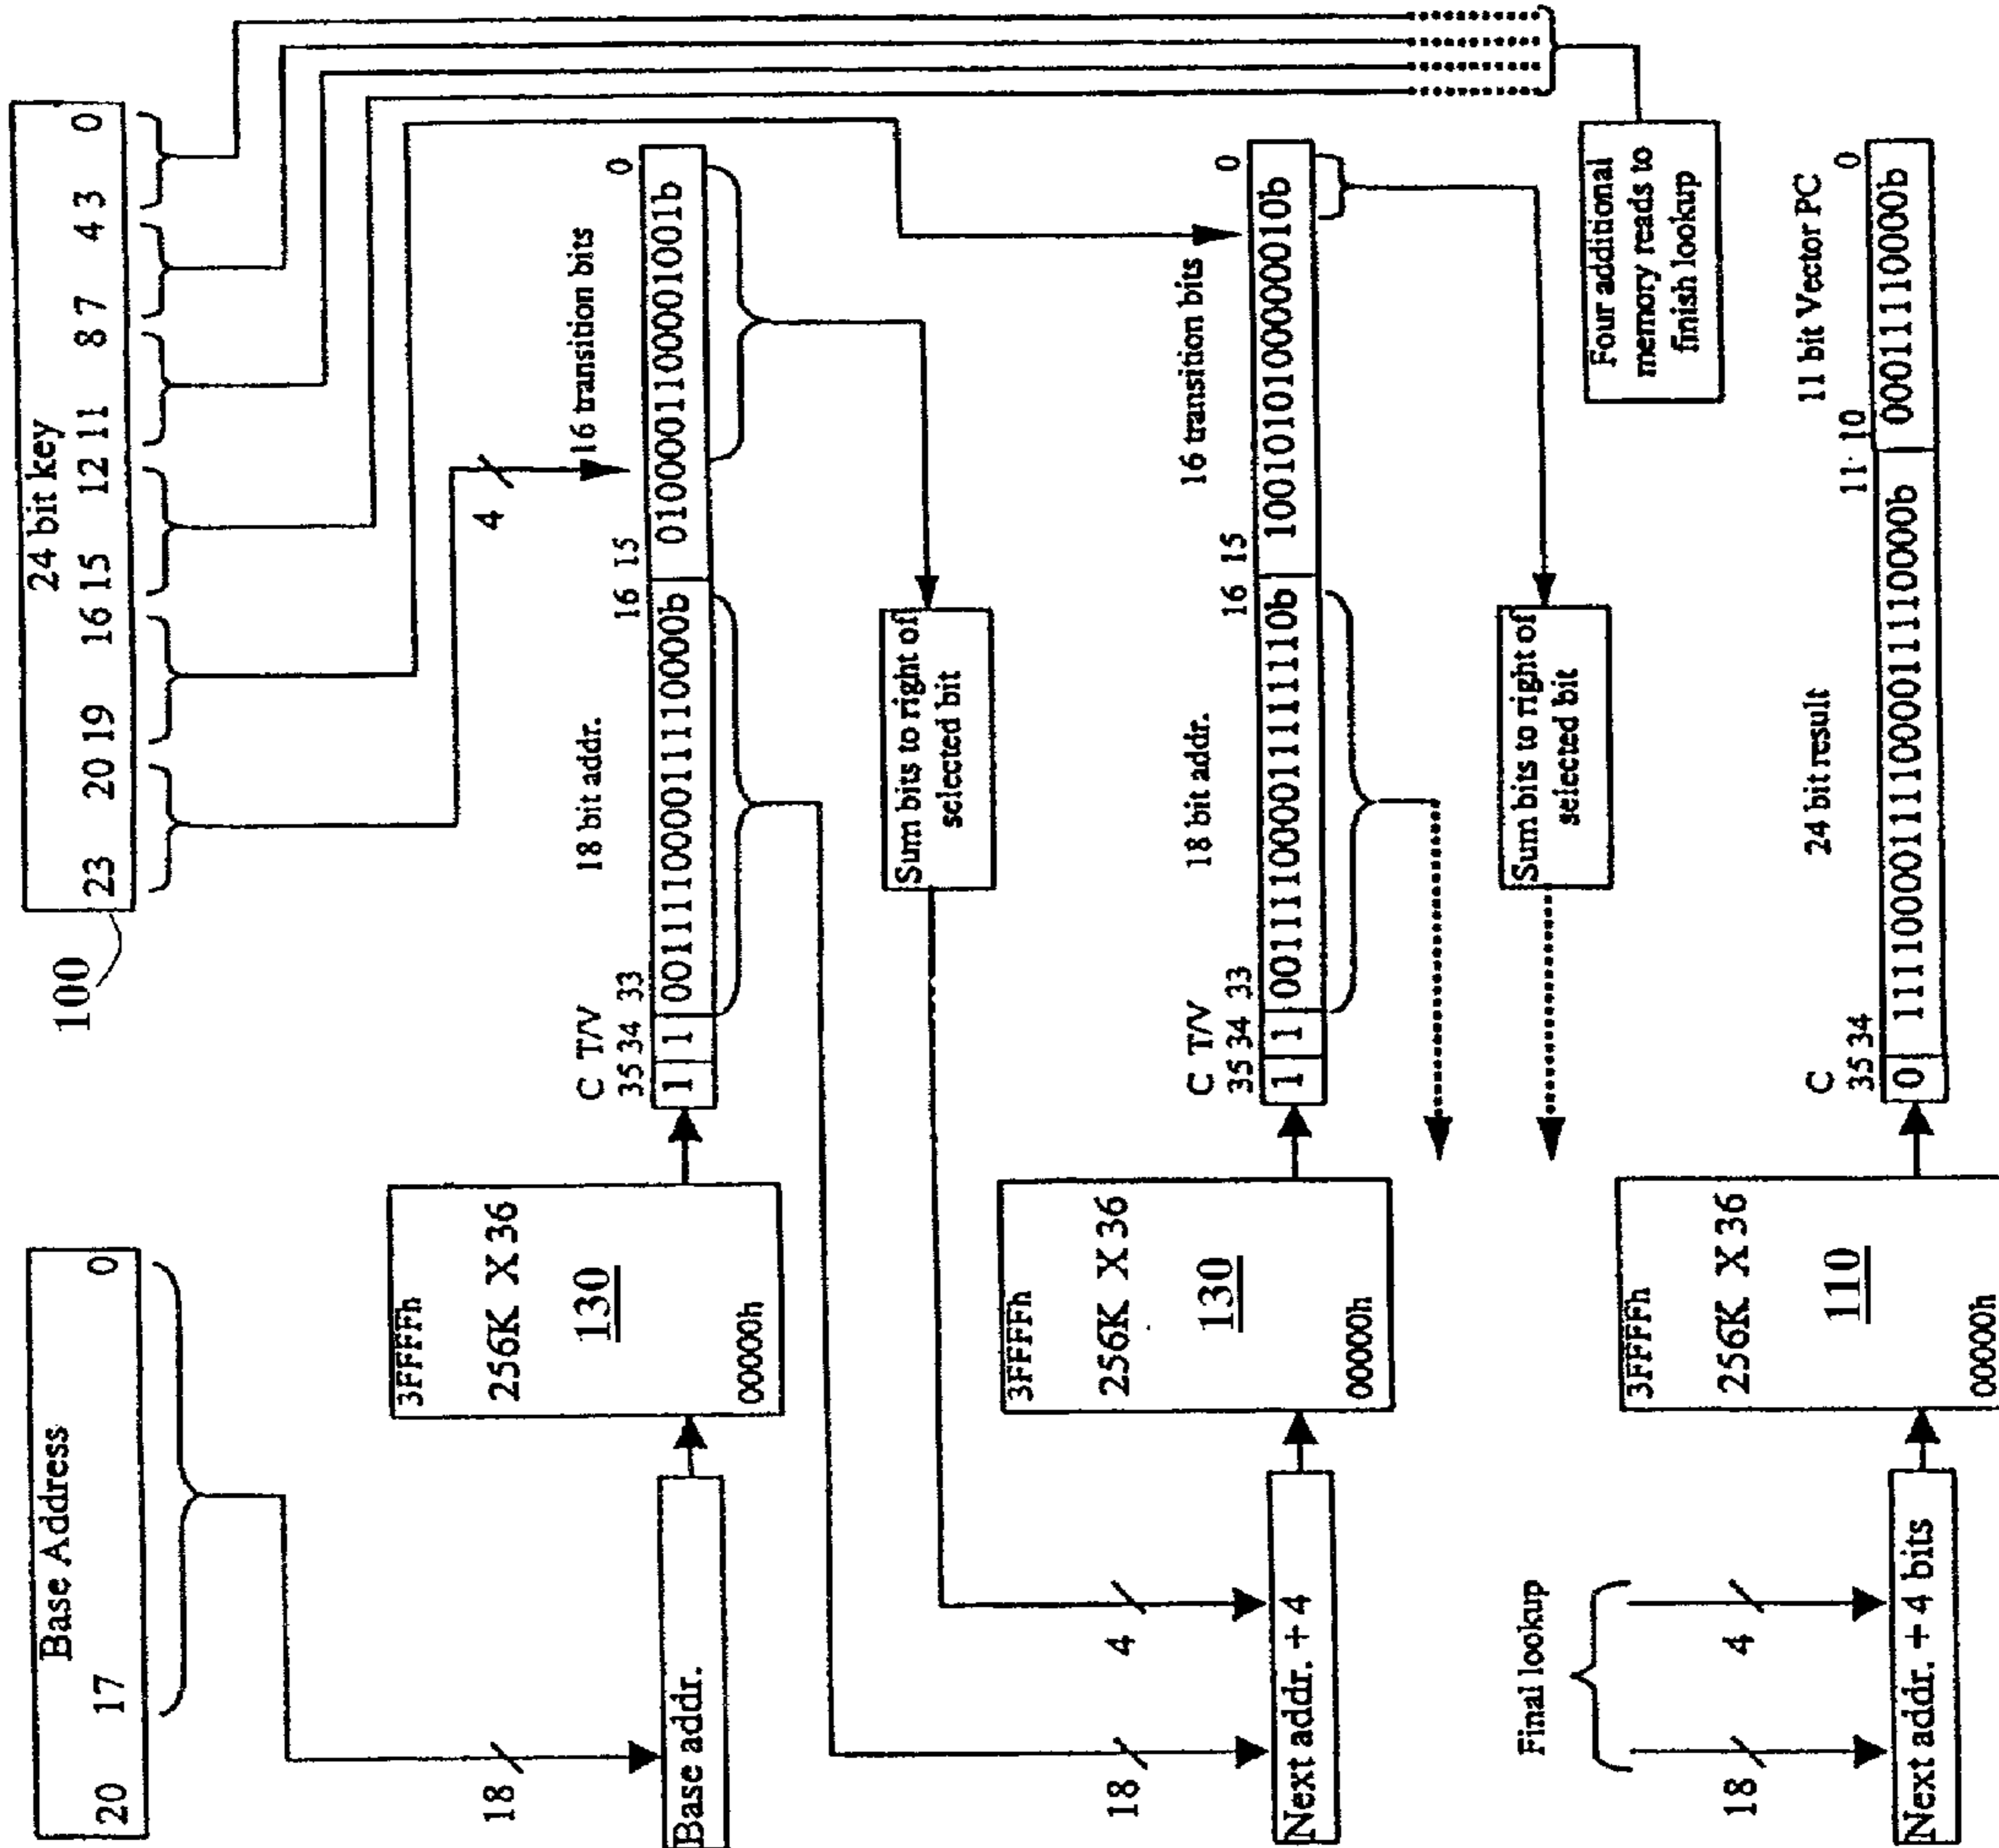 Base Address
20 17 0
24 bit key
23 20 19 16 15 12 11 8 7 4 3 0
100
18
4
Base addr.
3FFFFh
256K X 36
130
00000h
C T/V 18 bit addr. 16 transition bits
35 34 33 16 15 0
1 1 001111000011110000b 0100001100001001b
Sum bits to right of
selected bit
18
4
Next addr. + 4
3FFFFh
256K X 36
130
00000h
C T/V 18 bit addr. 16 transition bits
35 34 33 16 15 0
1 1 001111000011111110b 1001010100000010b
Sum bits to right of
selected bit
Four additional
memory reads to
finish lookup
Final lookup
18
4
Next addr. + 4 bits
3FFFFh
256K X 36
110
00000h
C 24 bit result 11 bit Vector PC
35 34 11 10 0
0 111100001111000011110000b 00011110000b